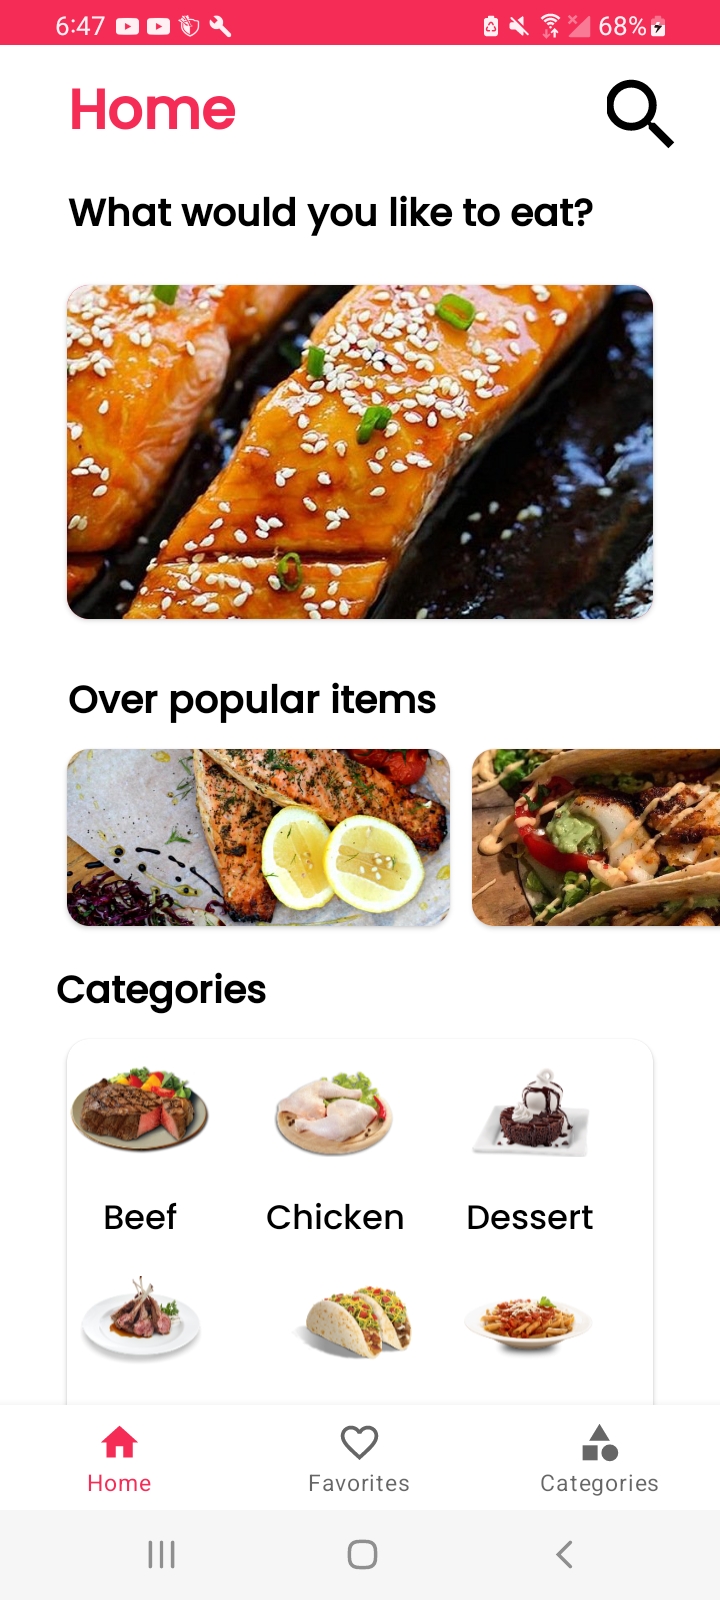 6:47
68%
Home
What would you like to eat?
Over popular items
Categories
Beef
Chicken
Dessert
Home
Favorites
Categories